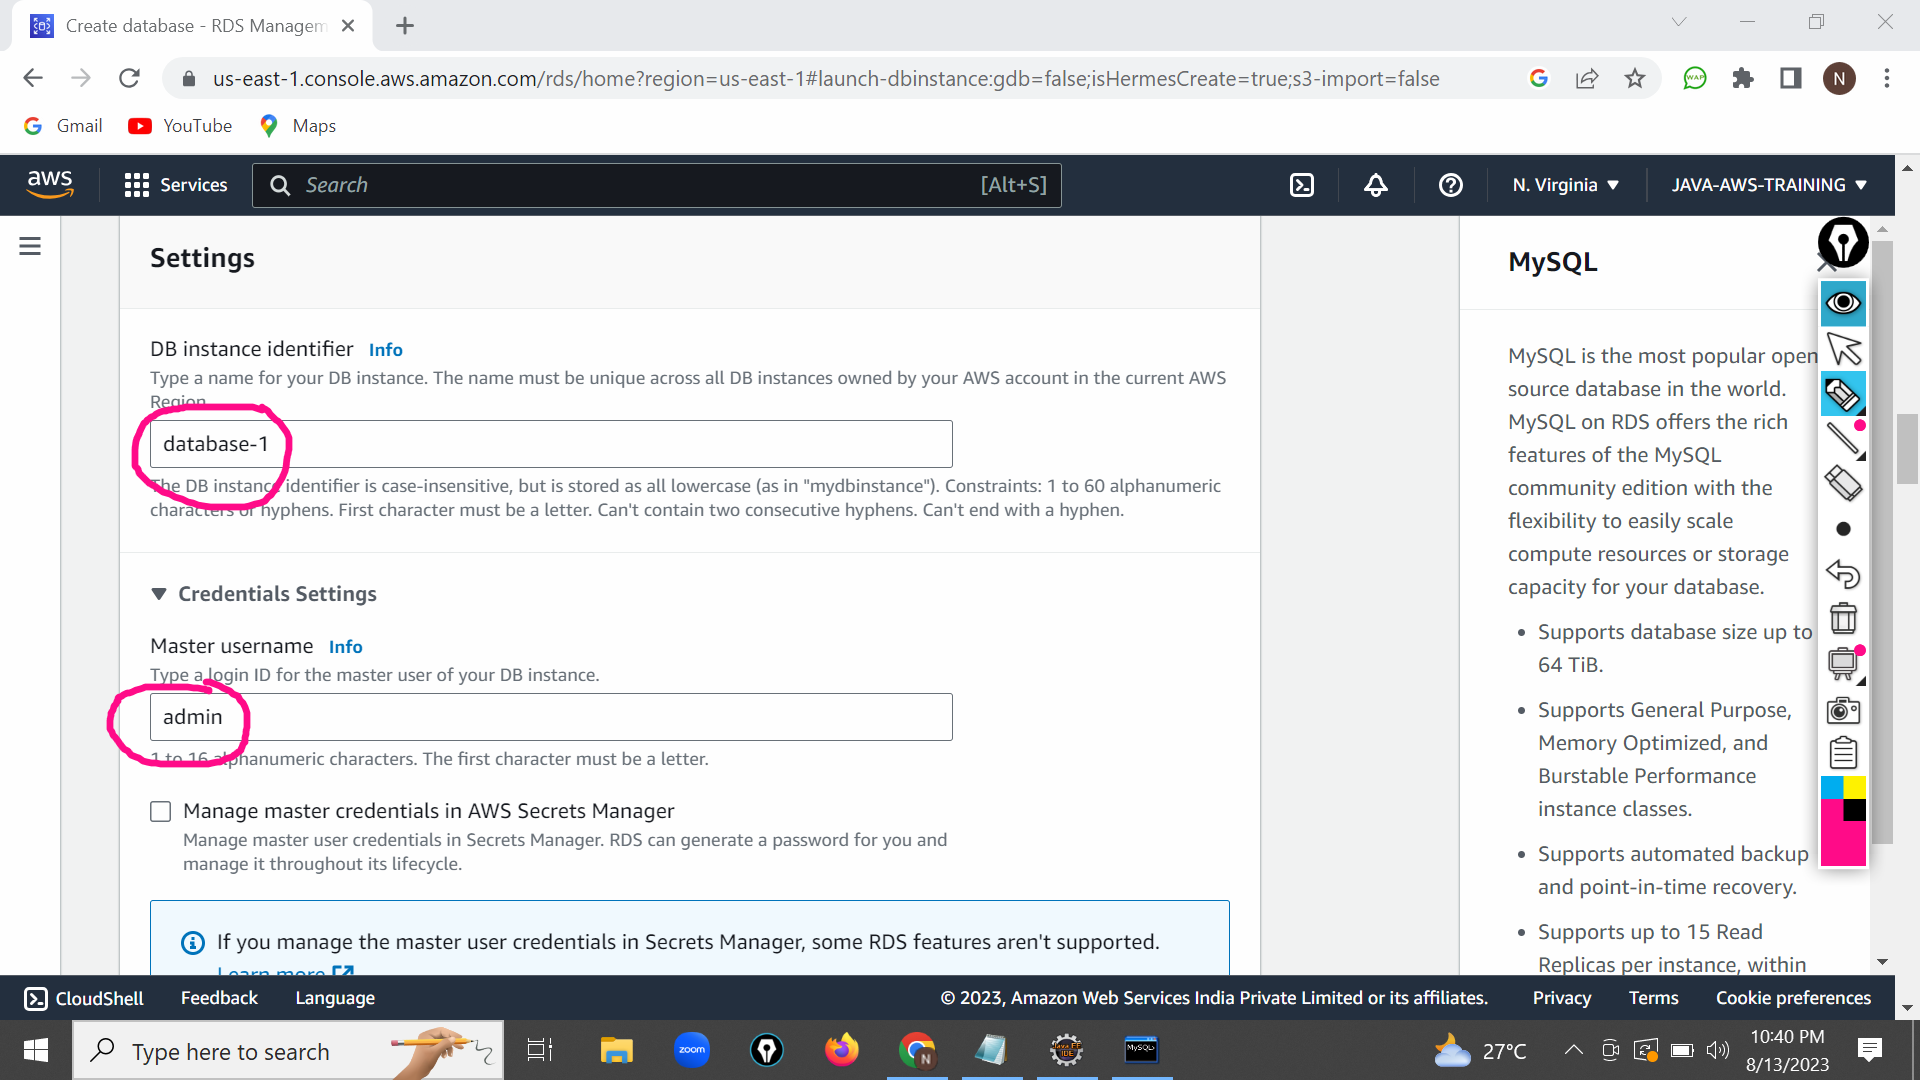 Create database - RDS Managem
us-east-1.console.aws.amazon.com/rds/home?region=us-east-1#launch-dbinstance:gdb=false;isHermesCreate=true;s3-import=false
WAP
N
Gmail
YouTube
Maps
aws
Services
Search
[Alt+S]
N. Virginia
JAVA-AWS-TRAINING
Settings
DB instance identifier Info
Type a name for your DB instance. The name must be unique across all DB instances owned by your AWS account in the current AWS
Region.
database-1
The DB instance identifier is case-insensitive, but is stored as all lowercase (as in "mydbinstance"). Constraints: 1 to 60 alphanumeric
characters or hyphens. First character must be a letter. Can't contain two consecutive hyphens. Can't end with a hyphen.
Credentials Settings
Master username Info
Type a login ID for the master user of your DB instance.
admin
1 to 16 alphanumeric characters. The first character must be a letter.
Manage master credentials in AWS Secrets Manager
Manage master user credentials in Secrets Manager. RDS can generate a password for you and
manage it throughout its lifecycle.
If you manage the master user credentials in Secrets Manager, some RDS features aren't supported.
Learn more
MySQL
MySQL is the most popular open
source database in the world.
MySQL on RDS offers the rich
features of the MySQL
community edition with the
flexibility to easily scale
compute resources or storage
capacity for your database.
Supports database size up to
64 TiB.
Supports General Purpose,
Memory Optimized, and
Burstable Performance
instance classes.
Supports automated backup
and point-in-time recovery.
Supports up to 15 Read
Replicas per instance, within
CloudShell
Feedback
Language
© 2023, Amazon Web Services India Private Limited or its affiliates.
Privacy
Terms
Cookie preferences
Type here to search
zoom
N
Java EE
IDE
MySQL>
27°C
10:40 PM
8/13/2023